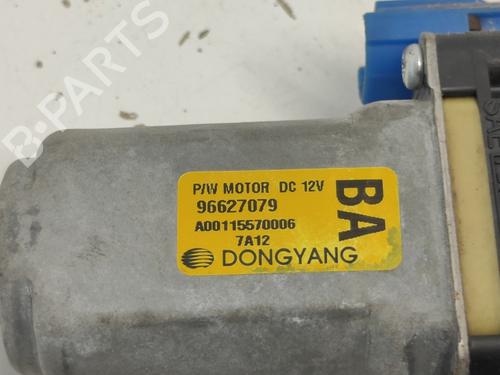 B-PARTS
P/W MOTOR DC 12V
96627079
A00115570006
7A12
BA
DONGYANG